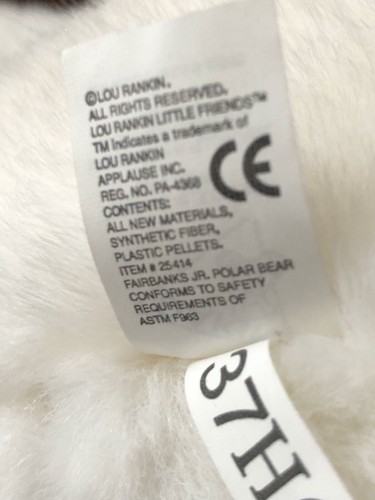 ©LOU RANKIN.
ALL RIGHTS RESERVED.
LOU RANKIN LITTLE FRIENDS™
TM Indicates a trademark of
LOU RANKIN
APPLAUSE INC.
REG. NO. PA-4368
CONTENTS:
ALL NEW MATERIALS,
SYNTHETIC FIBER,
PLASTIC PELLETS.
ITEM # 25414
FAIRBANKS JR. POLAR BEAR
CONFORMS TO SAFETY
REQUIREMENTS OF
ASTM F963
CE
37H